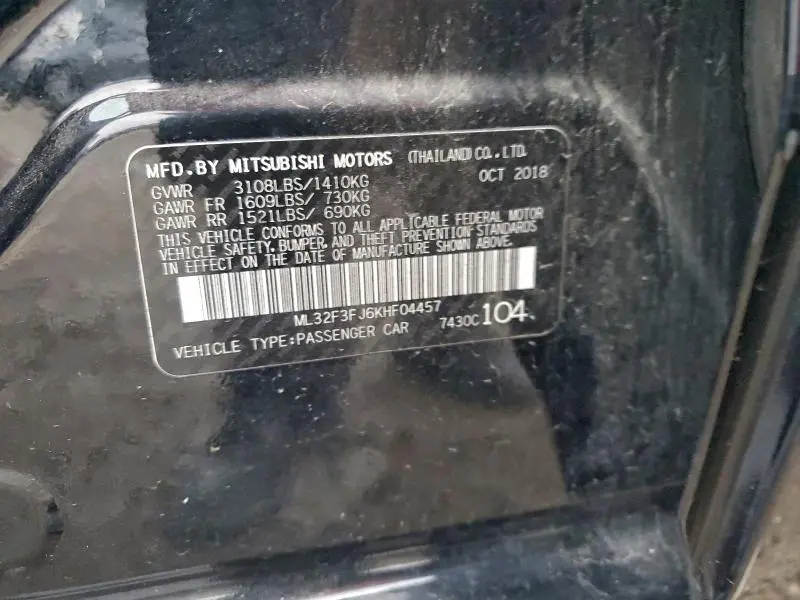 MFD.BY MITSUBISHI MOTORS (THAILAND) CO.,LTD.
GVWR 3108LBS/1410KG OCT 2018
GAWR FR 1609LBS/ 730KG
GAWR RR 1521LBS/ 690KG
THIS VEHICLE CONFORMS TO ALL APPLICABLE FEDERAL MOTOR
VEHICLE SAFETY, BUMPER, AND THEFT PREVENTION STANDARDS
IN EFFECT ON THE DATE OF MANUFACTURE SHOWN ABOVE.
ML32F3FJ6KHF04457
VEHICLE TYPE:PASSENGER CAR 7430C 104